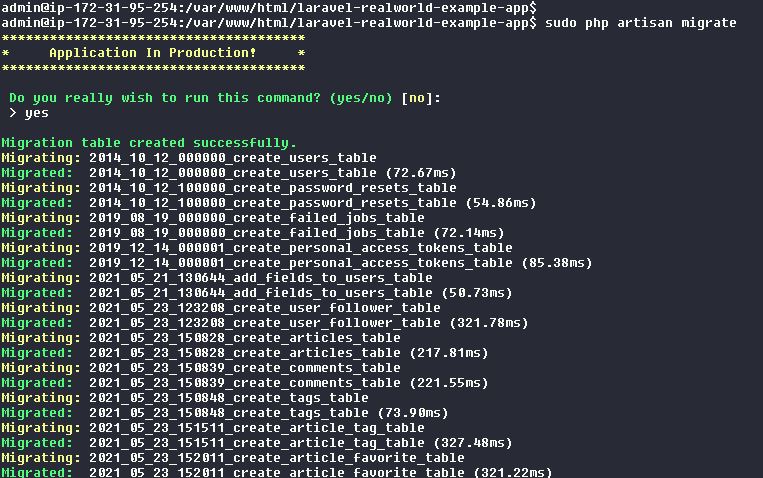 admin@ip-172-31-95-254:/var/www/html/laravel-realworld-example-app$
admin@ip-172-31-95-254:/var/www/html/laravel-realworld-example-app$ sudo php artisan migrate
**************************************
*     Application In Production!     *
**************************************
Do you really wish to run this command? (yes/no) [no]:
> yes
Migration table created successfully.
Migrating: 2014_10_12_000000_create_users_table
Migrated:  2014_10_12_000000_create_users_table (72.67ms)
Migrating: 2014_10_12_100000_create_password_resets_table
Migrated:  2014_10_12_100000_create_password_resets_table (54.86ms)
Migrating: 2019_08_19_000000_create_failed_jobs_table
Migrated:  2019_08_19_000000_create_failed_jobs_table (72.14ms)
Migrating: 2019_12_14_000001_create_personal_access_tokens_table
Migrated:  2019_12_14_000001_create_personal_access_tokens_table (85.38ms)
Migrating: 2021_05_21_130644_add_fields_to_users_table
Migrated:  2021_05_21_130644_add_fields_to_users_table (50.73ms)
Migrating: 2021_05_23_123208_create_user_follower_table
Migrated:  2021_05_23_123208_create_user_follower_table (321.78ms)
Migrating: 2021_05_23_150828_create_articles_table
Migrated:  2021_05_23_150828_create_articles_table (217.81ms)
Migrating: 2021_05_23_150839_create_comments_table
Migrated:  2021_05_23_150839_create_comments_table (221.55ms)
Migrating: 2021_05_23_150848_create_tags_table
Migrated:  2021_05_23_150848_create_tags_table (73.90ms)
Migrating: 2021_05_23_151511_create_article_tag_table
Migrated:  2021_05_23_151511_create_article_tag_table (327.48ms)
Migrating: 2021_05_23_152011_create_article_favorite_table
Migrated:  2021_05_23_152011_create_article_favorite_table (321.22ms)